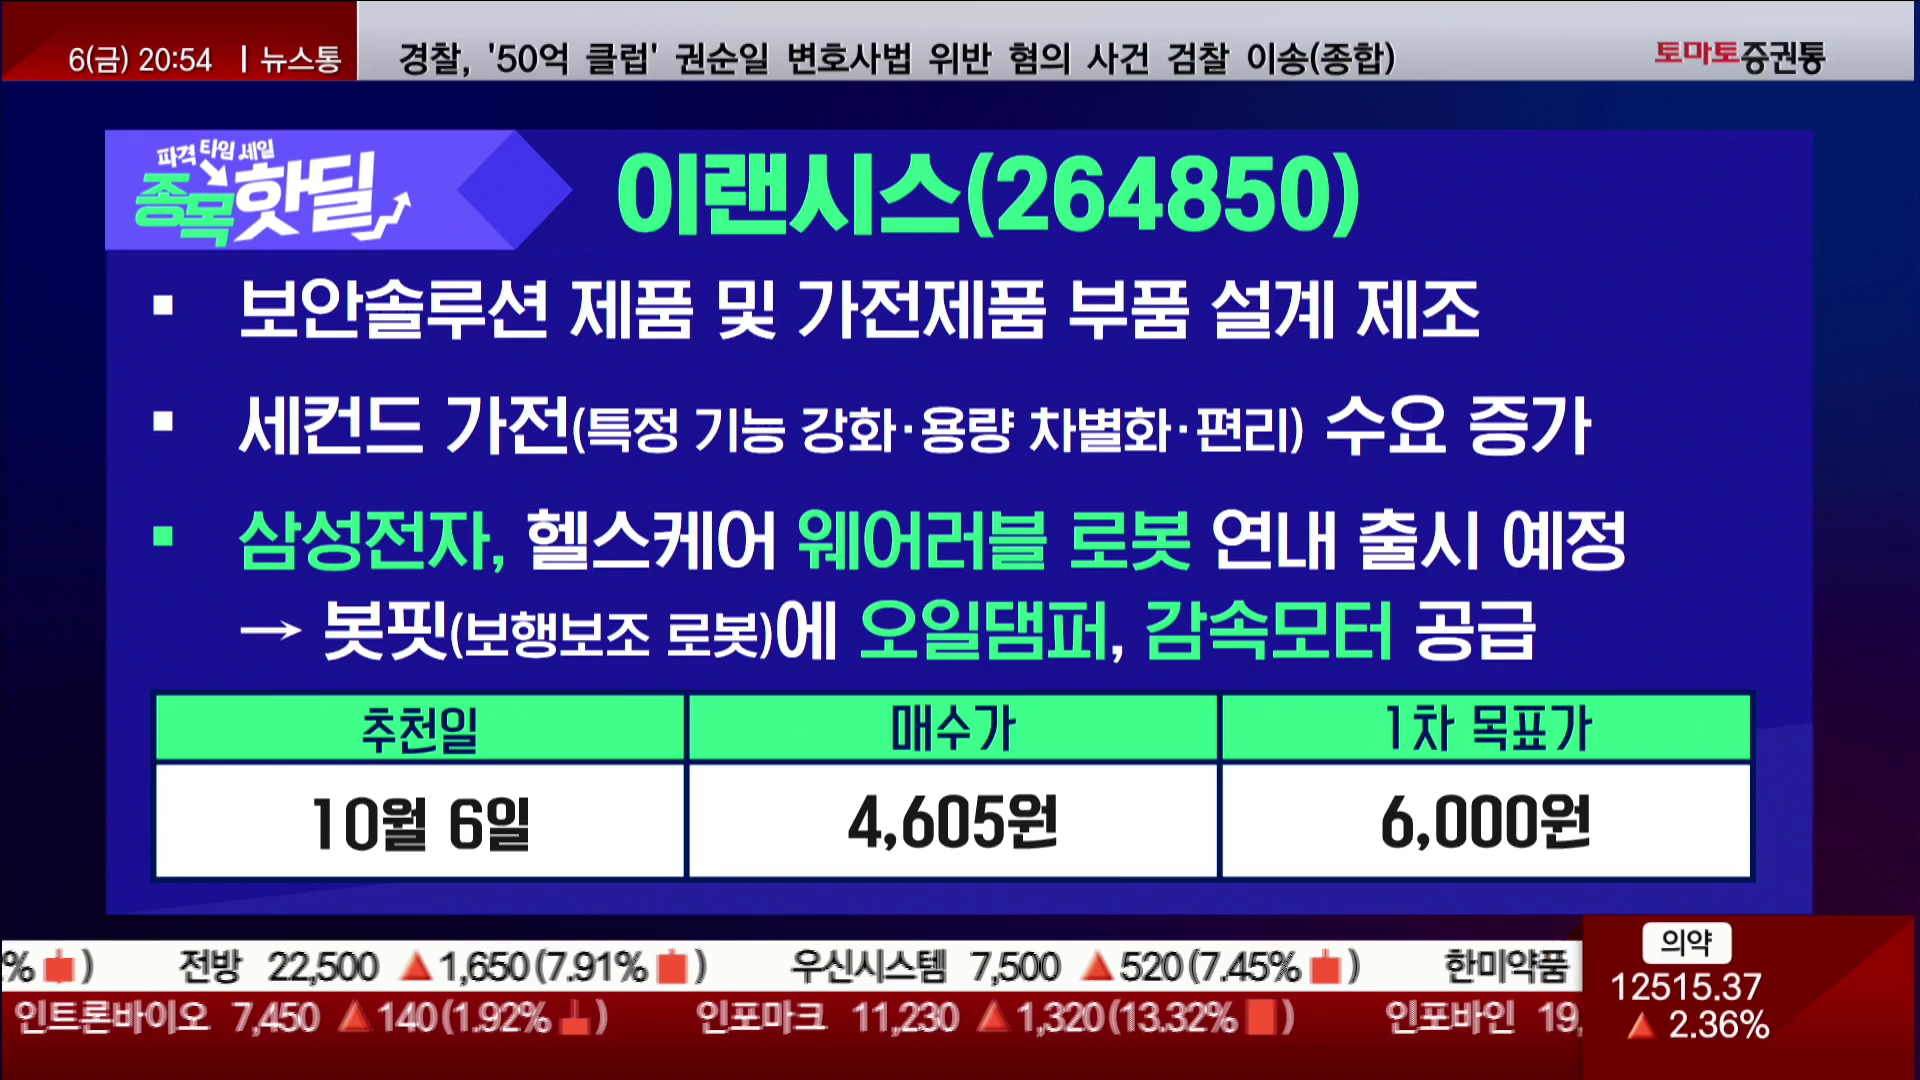 6(금) 20:54 | 뉴스통
경찰, '50억 클럽' 권순일 변호사법 위반 혐의 사건 검찰 이송(종합)
토마토증권통
파격 타임 세일
종목핫딜
이랜시스(264850)
▪ 보안솔루션 제품 및 가전제품 부품 설계 제조
▪ 세컨드 가전(특정 기능 강화·용량 차별화·편리) 수요 증가
▪ 삼성전자, 헬스케어 웨어러블 로봇 연내 출시 예정
→ 봇핏(보행보조 로봇)에 오일댐퍼, 감속모터 공급
추천일 매수가 1차 목표가
10월 6일 4,605원 6,000원
% ) 전방 22,500 ▲1,650(7.91% ) 우신시스템 7,500 ▲520(7.45% ) 한미약품
인트론바이오 7,450 ▲140(1.92% ) 인포마크 11,230 ▲1,320(13.32% ) 인포바인 19,
의약
12515.37
▲ 2.36%